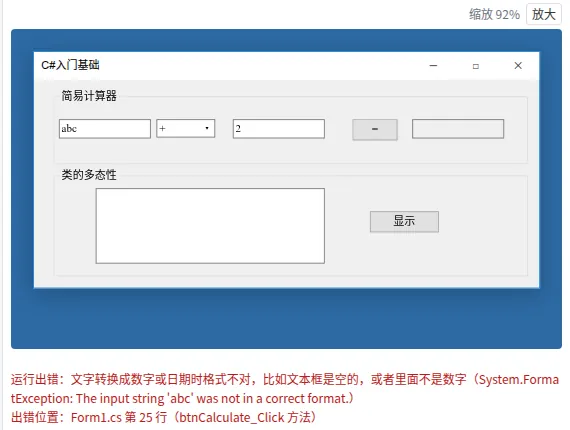 缩放 92% 放大
C#入门基础
简易计算器
abc + 2 =
类的多态性
显示
运行出错：文字转换成数字或日期时格式不对，比如文本框是空的，或者里面不是数字（System.Forma
tException: The input string 'abc' was not in a correct format.）
出错位置：Form1.cs 第 25 行（btnCalculate_Click 方法）